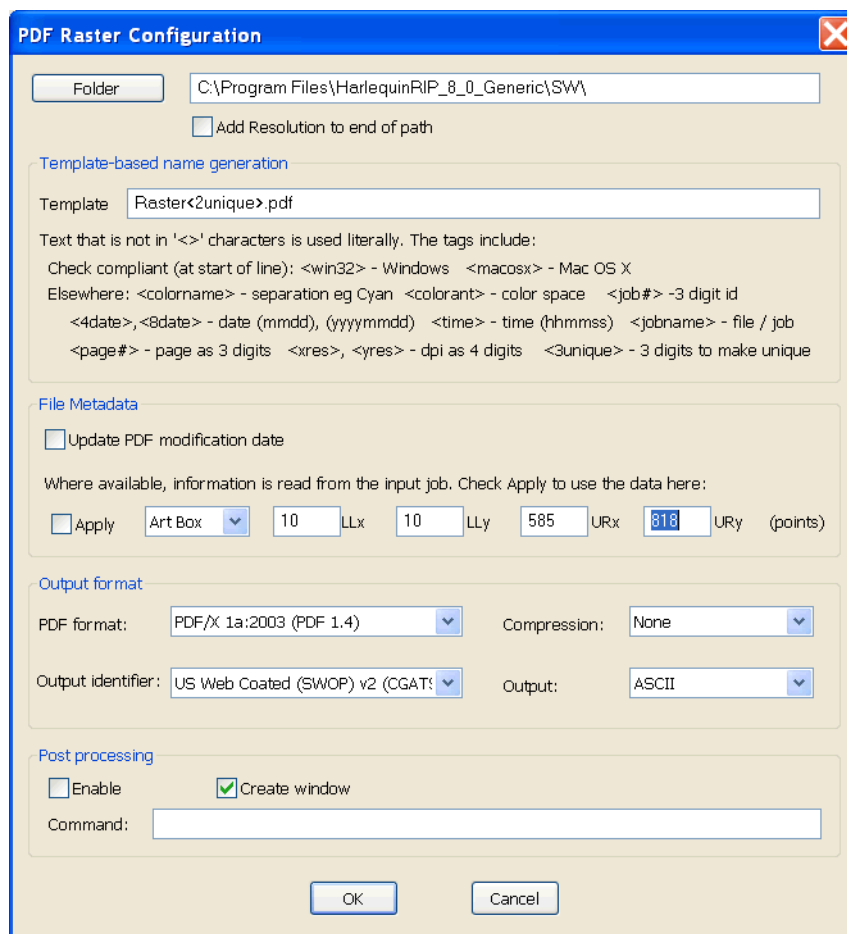 PDF Raster Configuration
Folder C:\Program Files\HarlequinRIP_8_0_Generic\SW\
Add Resolution to end of path
Template-based name generation
Template Raster<2unique>.pdf
Text that is not in '<>' characters is used literally. The tags include:
Check compliant (at start of line): <win32> - Windows <macosx> - Mac OS X
Elsewhere: <colorname> - separation eg Cyan <colorant> - color space <job#> -3 digit id
<4date>,<8date> - date (mmdd), (yyyymmdd) <time> - time (hhmmss) <jobname> - file / job
<page#> - page as 3 digits <xres>, <yres> - dpi as 4 digits <3unique> - 3 digits to make unique
File Metadata
Update PDF modification date
Where available, information is read from the input job. Check Apply to use the data here:
Apply Art Box 10 LLx 10 LLy 585 URx 818 URy (points)
Output format
PDF format: PDF/X 1a:2003 (PDF 1.4) Compression: None
Output identifier: US Web Coated (SWOP) v2 (CGATS Output: ASCII
Post processing
Enable Create window
Command:
OK Cancel